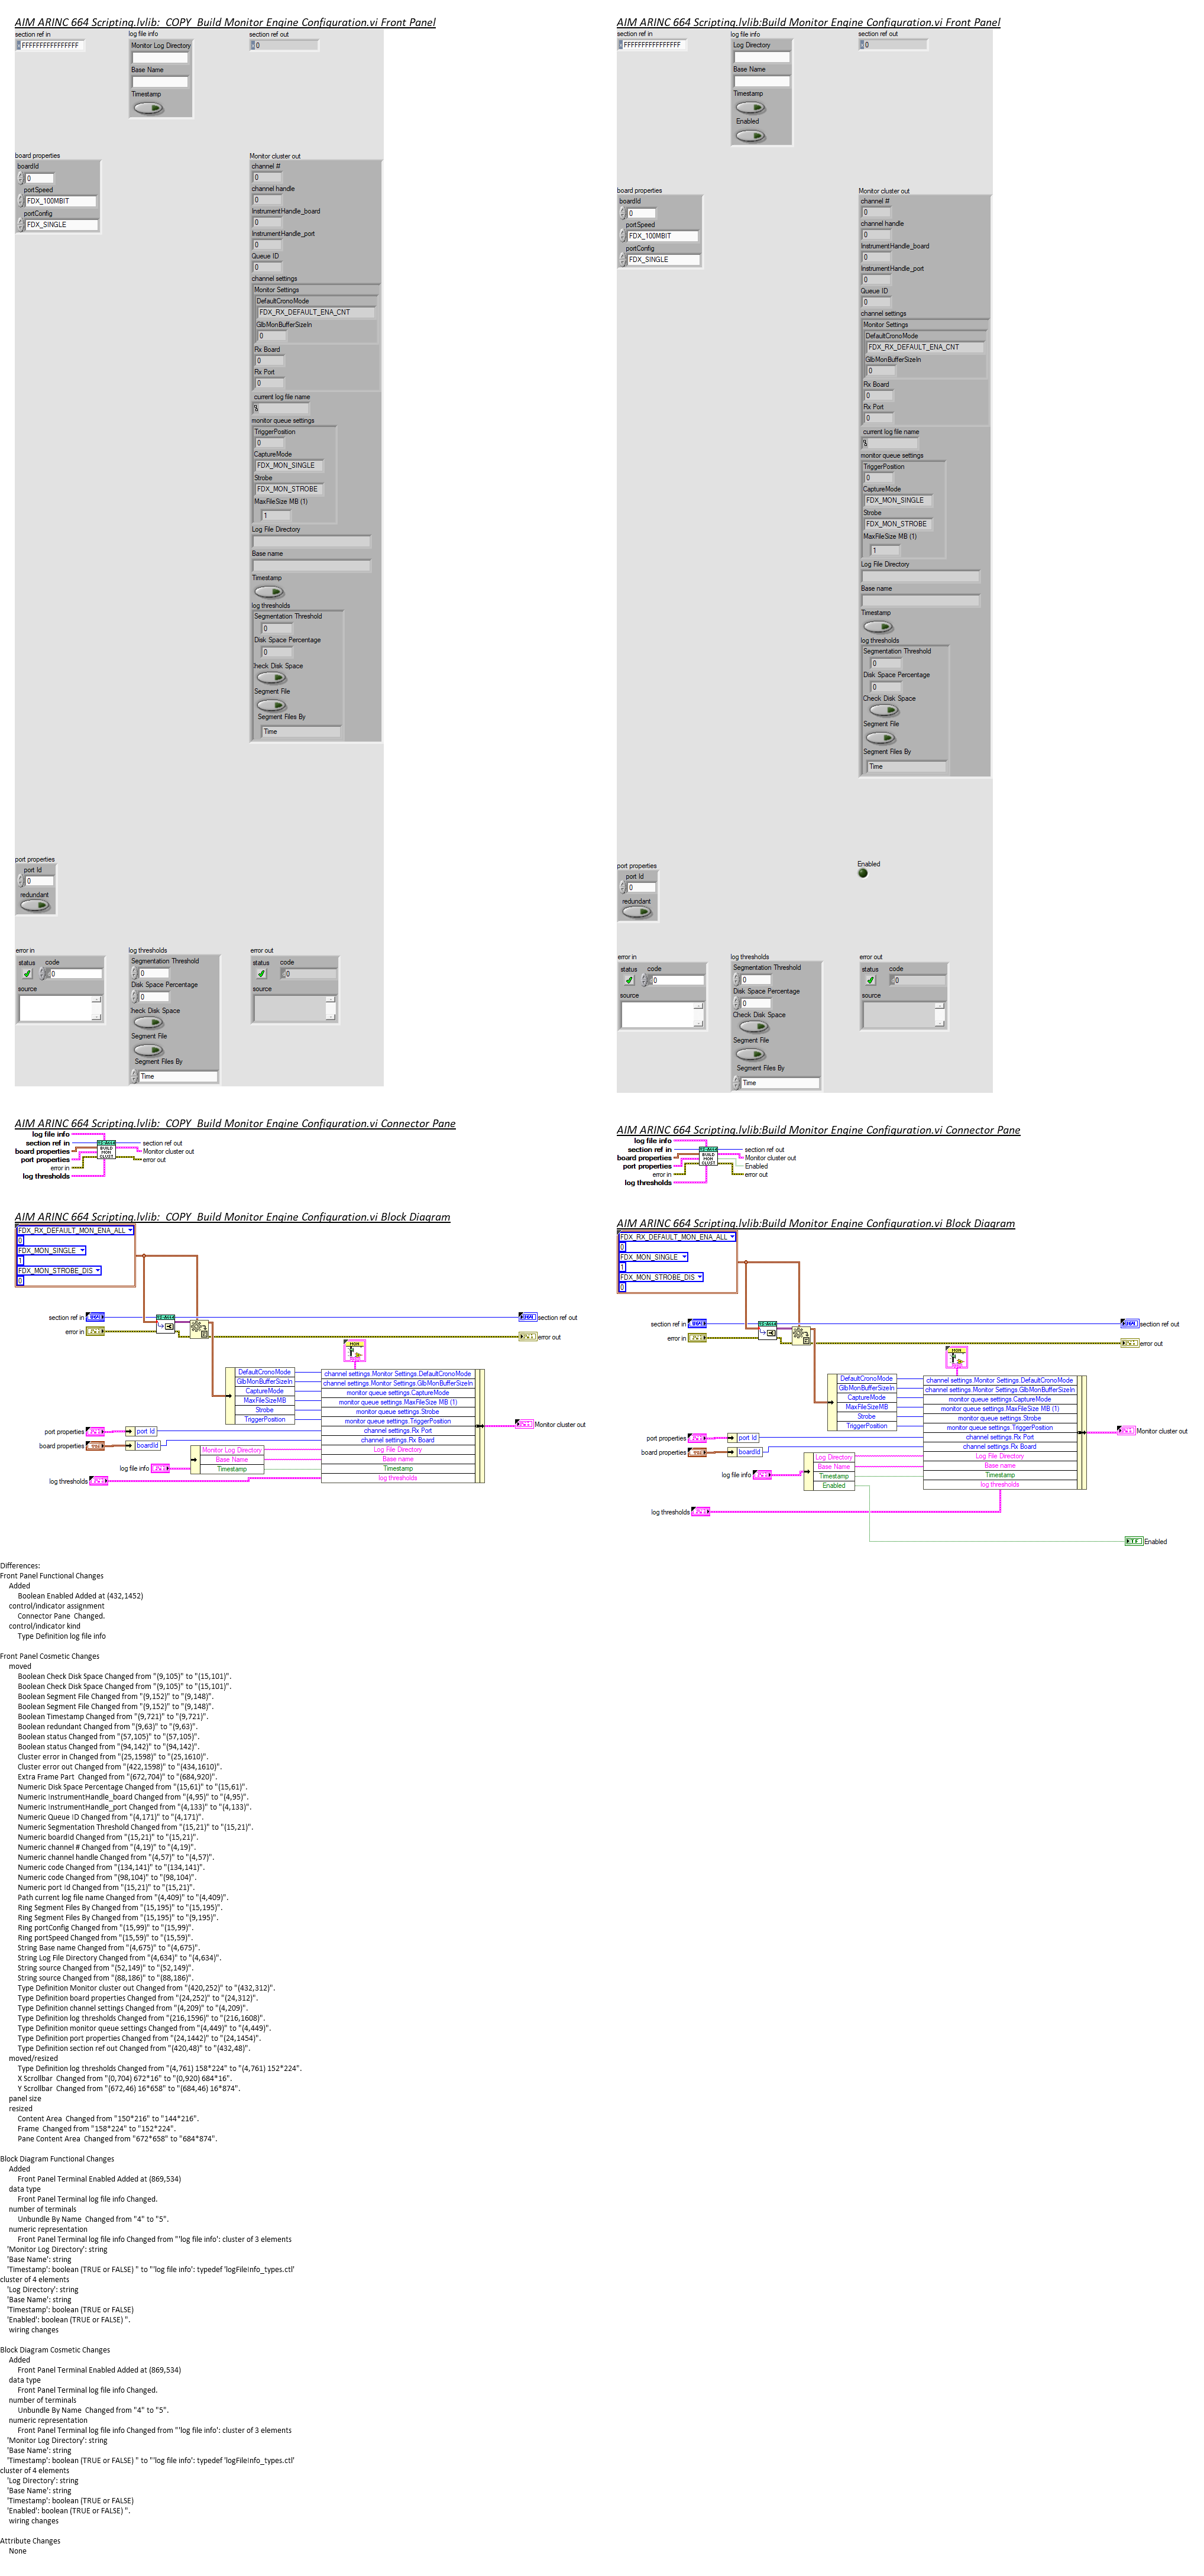 AIM ARINC 664 Scripting.lvlib:_COPY_Build Monitor Engine Configuration.vi Front Panel
section ref in
FFFFFFFFFFFFFFFF
log file info
Monitor Log Directory
Base Name
Timestamp
section ref out
0
board properties
boardId
0
portSpeed
FDX_100MBIT
portConfig
FDX_SINGLE
Monitor cluster out
channel #
0
channel handle
0
InstrumentHandle_board
0
InstrumentHandle_port
0
Queue ID
0
channel settings
Monitor Settings
DefaultCronoMode
FDX_RX_DEFAULT_ENA_CNT
GlbMonBufferSizeIn
0
Rx Board
0
Rx Port
0
current log file name
monitor queue settings
TriggerPosition
0
CaptureMode
FDX_MON_SINGLE
Strobe
FDX_MON_STROBE
MaxFileSize MB (1)
1
Log File Directory
Base name
Timestamp
log thresholds
Segmentation Threshold
0
Disk Space Percentage
0
heck Disk Space
Segment File
Segment Files By
Time
port properties
port Id
0
redundant
error in
status code
0
source
log thresholds
Segmentation Threshold
0
Disk Space Percentage
0
heck Disk Space
Segment File
Segment Files By
Time
error out
status code
0
source
AIM ARINC 664 Scripting.lvlib:Build Monitor Engine Configuration.vi Front Panel
section ref in
FFFFFFFFFFFFFFFF
log file info
Log Directory
Base Name
Timestamp
Enabled
section ref out
0
board properties
boardId
0
portSpeed
FDX_100MBIT
portConfig
FDX_SINGLE
Monitor cluster out
channel #
0
channel handle
0
InstrumentHandle_board
0
InstrumentHandle_port
0
Queue ID
0
channel settings
Monitor Settings
DefaultCronoMode
FDX_RX_DEFAULT_ENA_CNT
GlbMonBufferSizeIn
0
Rx Board
0
Rx Port
0
current log file name
monitor queue settings
TriggerPosition
0
CaptureMode
FDX_MON_SINGLE
Strobe
FDX_MON_STROBE
MaxFileSize MB (1)
1
Log File Directory
Base name
Timestamp
log thresholds
Segmentation Threshold
0
Disk Space Percentage
0
Check Disk Space
Segment File
Segment Files By
Time
port properties
port Id
0
redundant
Enabled
error in
status code
0
source
log thresholds
Segmentation Threshold
0
Disk Space Percentage
0
Check Disk Space
Segment File
Segment Files By
Time
error out
status code
0
source
AIM ARINC 664 Scripting.lvlib:_COPY_Build Monitor Engine Configuration.vi Connector Pane
log file info
section ref in
board properties
port properties
error in
log thresholds
BUILD
MON
CLUST
section ref out
Monitor cluster out
error out
AIM ARINC 664 Scripting.lvlib:Build Monitor Engine Configuration.vi Connector Pane
log file info
section ref in
board properties
port properties
error in
log thresholds
BUILD
MON
CLUST
section ref out
Monitor cluster out
Enabled
error out
AIM ARINC 664 Scripting.lvlib:_COPY_Build Monitor Engine Configuration.vi Block Diagram
FDX_RX_DEFAULT_MON_ENA_ALL
0
FDX_MON_SINGLE
1
FDX_MON_STROBE_DIS
0
section ref in
error in
section ref out
error out
DefaultCronoMode
GlbMonBufferSizeIn
CaptureMode
MaxFileSizeMB
Strobe
TriggerPosition
channel settings.Monitor Settings.DefaultCronoMode
channel settings.Monitor Settings.GlbMonBufferSizeIn
monitor queue settings.CaptureMode
monitor queue settings.MaxFileSize MB (1)
monitor queue settings.Strobe
monitor queue settings.TriggerPosition
channel settings.Rx Port
channel settings.Rx Board
Log File Directory
Base name
Timestamp
log thresholds
Monitor cluster out
port properties
port Id
board properties
boardId
log file info
Monitor Log Directory
Base Name
Timestamp
log thresholds
AIM ARINC 664 Scripting.lvlib:Build Monitor Engine Configuration.vi Block Diagram
FDX_RX_DEFAULT_MON_ENA_ALL
0
FDX_MON_SINGLE
1
FDX_MON_STROBE_DIS
0
section ref in
error in
section ref out
error out
DefaultCronoMode
GlbMonBufferSizeIn
CaptureMode
MaxFileSizeMB
Strobe
TriggerPosition
channel settings.Monitor Settings.DefaultCronoMode
channel settings.Monitor Settings.GlbMonBufferSizeIn
monitor queue settings.CaptureMode
monitor queue settings.MaxFileSize MB (1)
monitor queue settings.Strobe
monitor queue settings.TriggerPosition
channel settings.Rx Port
channel settings.Rx Board
Log File Directory
Base name
Timestamp
log thresholds
Monitor cluster out
port properties
port Id
board properties
boardId
log file info
Log Directory
Base Name
Timestamp
Enabled
log thresholds
Enabled
Differences:
Front Panel Functional Changes
Added
Boolean Enabled Added at (432,1452)
control/indicator assignment
Connector Pane  Changed.
control/indicator kind
Type Definition log file info
Front Panel Cosmetic Changes
moved
Boolean Check Disk Space Changed from "(9,105)" to "(15,101)".
Boolean Check Disk Space Changed from "(9,105)" to "(15,101)".
Boolean Segment File Changed from "(9,152)" to "(9,148)".
Boolean Segment File Changed from "(9,152)" to "(9,148)".
Boolean Timestamp Changed from "(9,721)" to "(9,721)".
Boolean redundant Changed from "(9,63)" to "(9,63)".
Boolean status Changed from "(57,105)" to "(57,105)".
Boolean status Changed from "(94,142)" to "(94,142)".
Cluster error in Changed from "(25,1598)" to "(25,1610)".
Cluster error out Changed from "(422,1598)" to "(434,1610)".
Extra Frame Part  Changed from "(672,704)" to "(684,920)".
Numeric Disk Space Percentage Changed from "(15,61)" to "(15,61)".
Numeric InstrumentHandle_board Changed from "(4,95)" to "(4,95)".
Numeric InstrumentHandle_port Changed from "(4,133)" to "(4,133)".
Numeric Queue ID Changed from "(4,171)" to "(4,171)".
Numeric Segmentation Threshold Changed from "(15,21)" to "(15,21)".
Numeric boardId Changed from "(15,21)" to "(15,21)".
Numeric channel # Changed from "(4,19)" to "(4,19)".
Numeric channel handle Changed from "(4,57)" to "(4,57)".
Numeric code Changed from "(134,141)" to "(134,141)".
Numeric code Changed from "(98,104)" to "(98,104)".
Numeric port Id Changed from "(15,21)" to "(15,21)".
Path current log file name Changed from "(4,409)" to "(4,409)".
Ring Segment Files By Changed from "(15,195)" to "(15,195)".
Ring Segment Files By Changed from "(15,195)" to "(9,195)".
Ring portConfig Changed from "(15,99)" to "(15,99)".
Ring portSpeed Changed from "(15,59)" to "(15,59)".
String Base name Changed from "(4,675)" to "(4,675)".
String Log File Directory Changed from "(4,634)" to "(4,634)".
String source Changed from "(52,149)" to "(52,149)".
String source Changed from "(88,186)" to "(88,186)".
Type Definition Monitor cluster out Changed from "(420,252)" to "(432,312)".
Type Definition board properties Changed from "(24,252)" to "(24,312)".
Type Definition channel settings Changed from "(4,209)" to "(4,209)".
Type Definition log thresholds Changed from "(216,1596)" to "(216,1608)".
Type Definition monitor queue settings Changed from "(4,449)" to "(4,449)".
Type Definition port properties Changed from "(24,1442)" to "(24,1454)".
Type Definition section ref out Changed from "(420,48)" to "(432,48)".
moved/resized
Type Definition log thresholds Changed from "(4,761) 158*224" to "(4,761) 152*224".
X Scrollbar  Changed from "(0,704) 672*16" to "(0,920) 684*16".
Y Scrollbar  Changed from "(672,46) 16*658" to "(684,46) 16*874".
panel size
resized
Content Area  Changed from "150*216" to "144*216".
Frame  Changed from "158*224" to "152*224".
Pane Content Area  Changed from "672*658" to "684*874".
Block Diagram Functional Changes
Added
Front Panel Terminal Enabled Added at (869,534)
data type
Front Panel Terminal log file info Changed.
number of terminals
Unbundle By Name  Changed from "4" to "5".
numeric representation
Front Panel Terminal log file info Changed from "'log file info': cluster of 3 elements
'Monitor Log Directory': string
'Base Name': string
'Timestamp': boolean (TRUE or FALSE) " to "'log file info': typedef 'logFileInfo_types.ctl'
cluster of 4 elements
'Log Directory': string
'Base Name': string
'Timestamp': boolean (TRUE or FALSE)
'Enabled': boolean (TRUE or FALSE) ".
wiring changes
Block Diagram Cosmetic Changes
Added
Front Panel Terminal Enabled Added at (869,534)
data type
Front Panel Terminal log file info Changed.
number of terminals
Unbundle By Name  Changed from "4" to "5".
numeric representation
Front Panel Terminal log file info Changed from "'log file info': cluster of 3 elements
'Monitor Log Directory': string
'Base Name': string
'Timestamp': boolean (TRUE or FALSE) " to "'log file info': typedef 'logFileInfo_types.ctl'
cluster of 4 elements
'Log Directory': string
'Base Name': string
'Timestamp': boolean (TRUE or FALSE)
'Enabled': boolean (TRUE or FALSE) ".
wiring changes
Attribute Changes
None